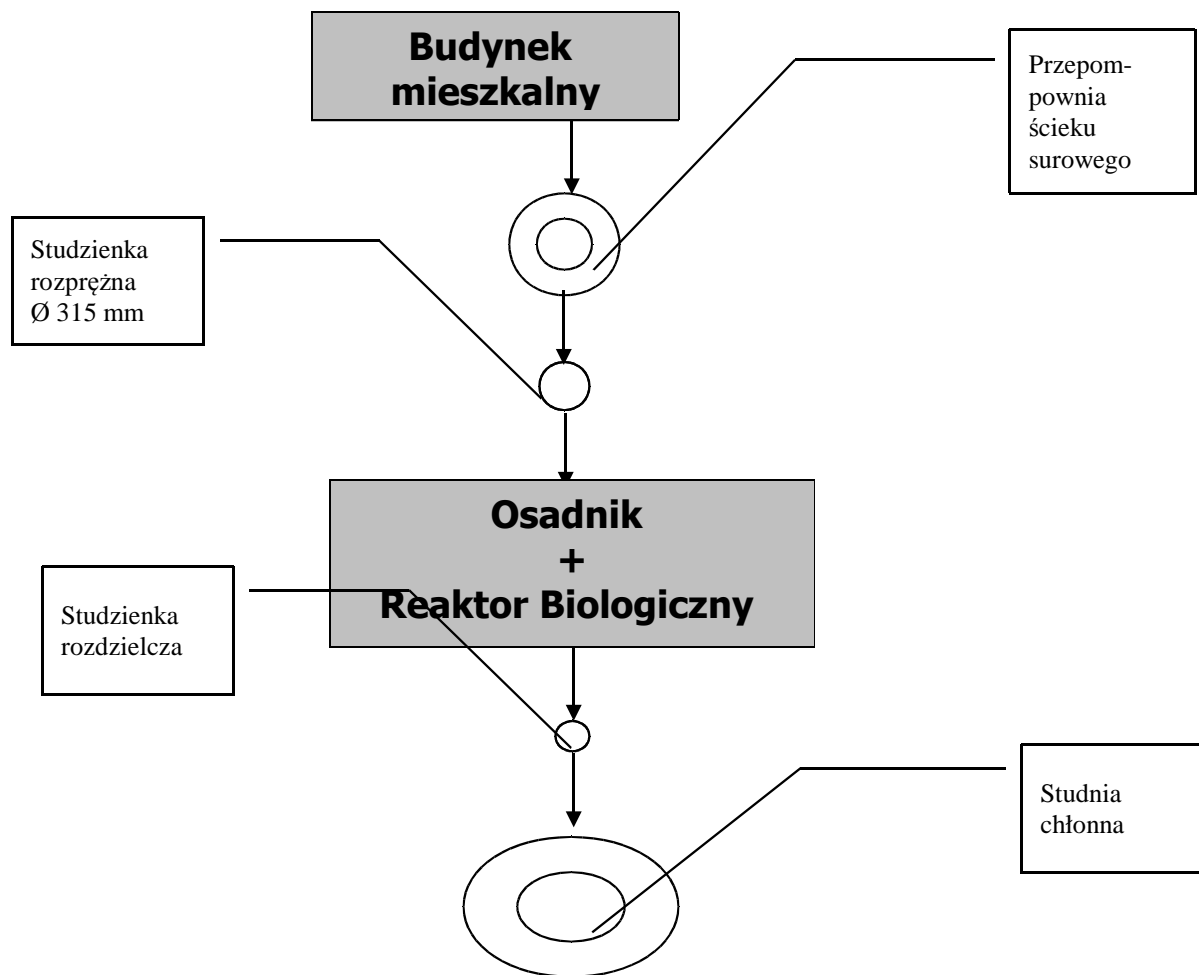 Budynek
mieszkalny
Przepom-
pownia
ścieku
surowego
Studzienka
rozprężna
Ø 315 mm
Osadnik
+
Reaktor Biologiczny
Studzienka
rozdzielcza
Studnia
chłonna